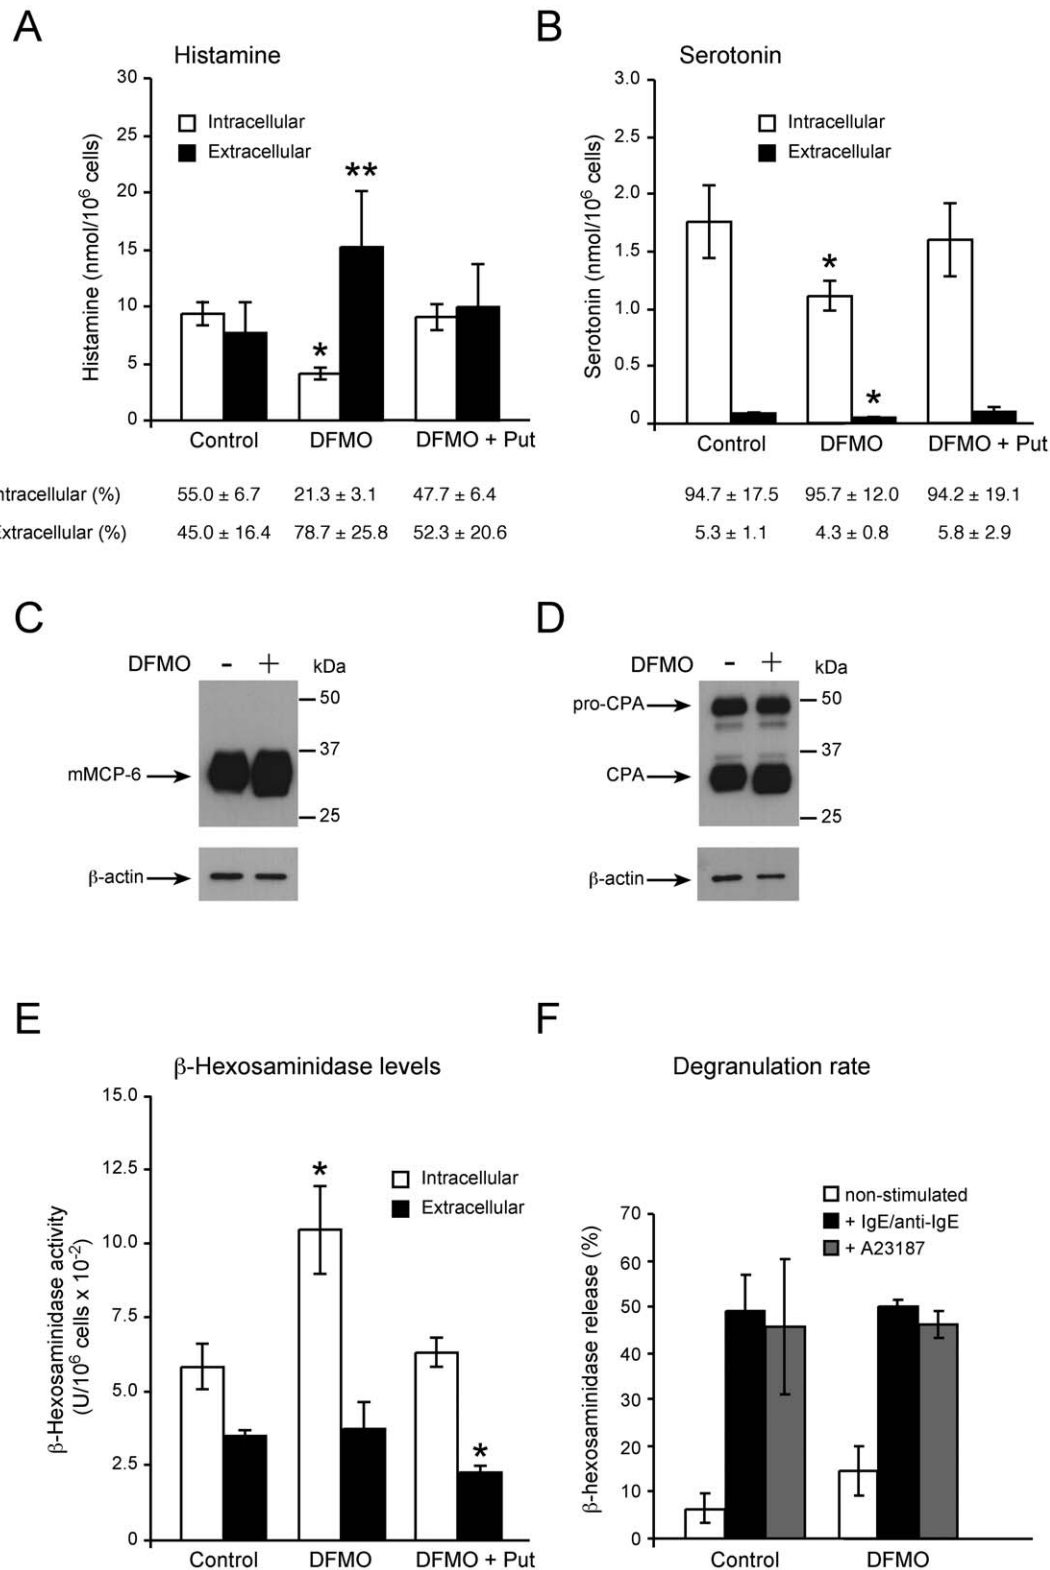 A
Histamine
30
25
20
15
10
5
0
Histamine (nmol/10⁶ cells)
Intracellular
Extracellular
**
*
Control DFMO DFMO + Put
ntracellular (%) 55.0 ± 6.7 21.3 ± 3.1 47.7 ± 6.4
Extracellular (%) 45.0 ± 16.4 78.7 ± 25.8 52.3 ± 20.6
B
Serotonin
3.0
2.5
2.0
1.5
1.0
0.5
0
Serotonin (nmol/10⁶ cells)
Intracellular
Extracellular
*
*
Control DFMO DFMO + Put
94.7 ± 17.5 95.7 ± 12.0 94.2 ± 19.1
5.3 ± 1.1 4.3 ± 0.8 5.8 ± 2.9
C
DFMO - + kDa
50
37
mMCP-6
25
β-actin
D
DFMO - + kDa
pro-CPA 50
37
CPA
25
β-actin
E
β-Hexosaminidase levels
15.0
12.5
10.0
7.5
5.0
2.5
0
β-Hexosaminidase activity
(U/10⁶ cells x 10⁻²)
Intracellular
Extracellular
*
*
Control DFMO DFMO + Put
F
Degranulation rate
non-stimulated
+ IgE/anti-IgE
+ A23187
70
60
50
40
30
20
10
0
β-hexosaminidase release (%)
Control DFMO